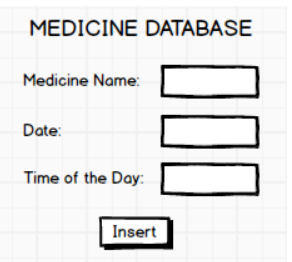 MEDICINE DATABASE
Medicine Name:
Date:
Time of the Day:
Insert